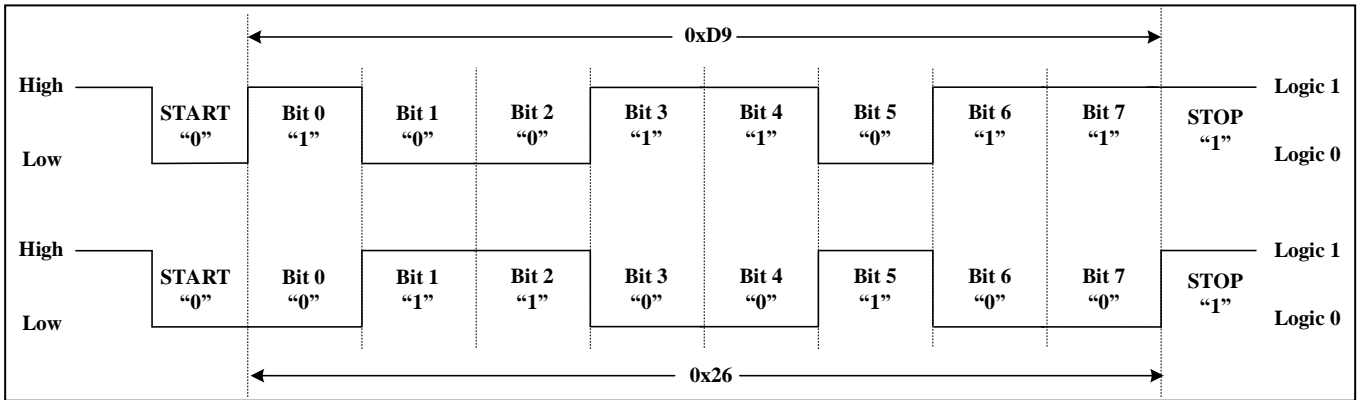 0xD9
High
START Bit 0 Bit 1 Bit 2 Bit 3 Bit 4 Bit 5 Bit 6 Bit 7 STOP Logic 1
“0” “1” “0” “0” “1” “1” “0” “1” “1” “1”
Low Logic 0
High Logic 1
START Bit 0 Bit 1 Bit 2 Bit 3 Bit 4 Bit 5 Bit 6 Bit 7 STOP
“0” “0” “1” “1” “0” “0” “1” “0” “0” “1”
Low Logic 0
0x26